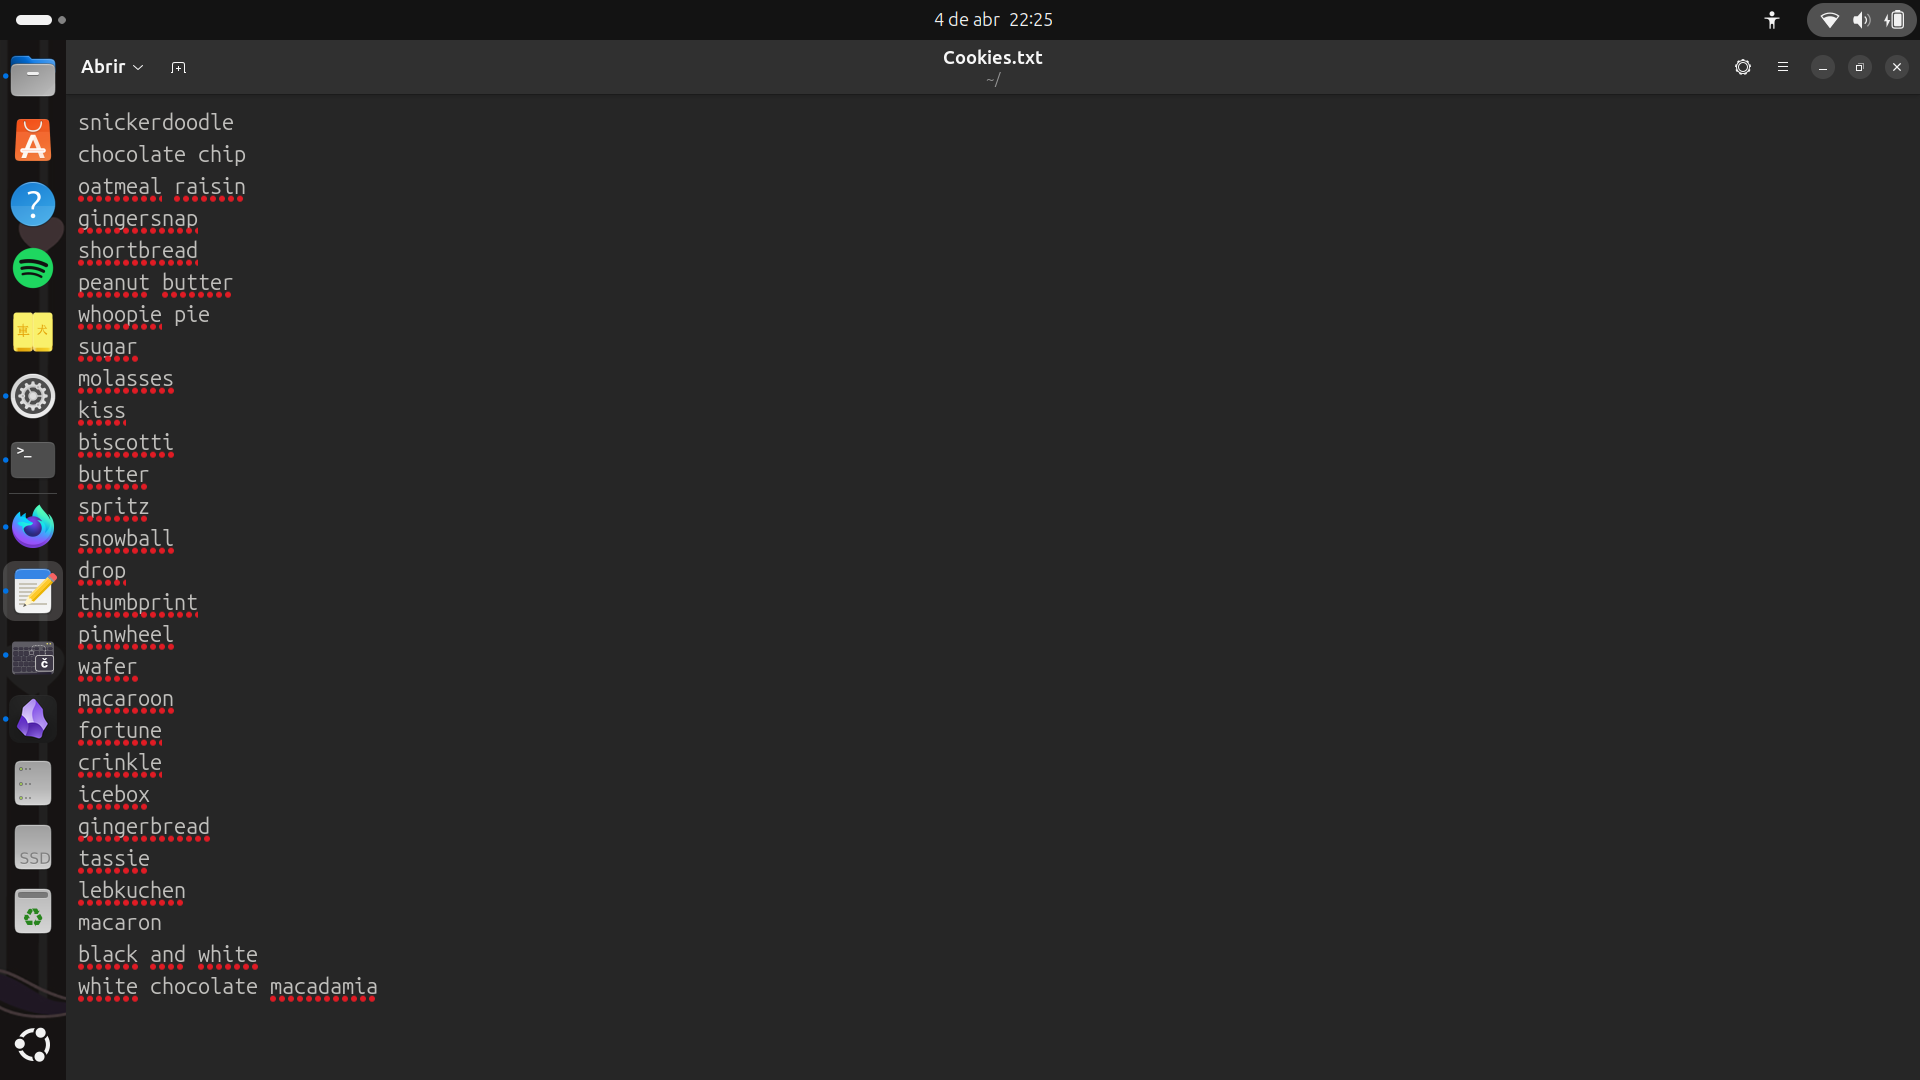 4 de abr 22:25
Abrir
Cookies.txt
~/
snickerdoodle
chocolate chip
oatmeal raisin
gingersnap
shortbread
peanut butter
whoopie pie
sugar
molasses
kiss
biscotti
butter
spritz
snowball
drop
thumbprint
pinwheel
wafer
macaroon
fortune
crinkle
icebox
gingerbread
tassie
lebkuchen
macaron
black and white
white chocolate macadamia
?
車 犬
>_
č
SSD